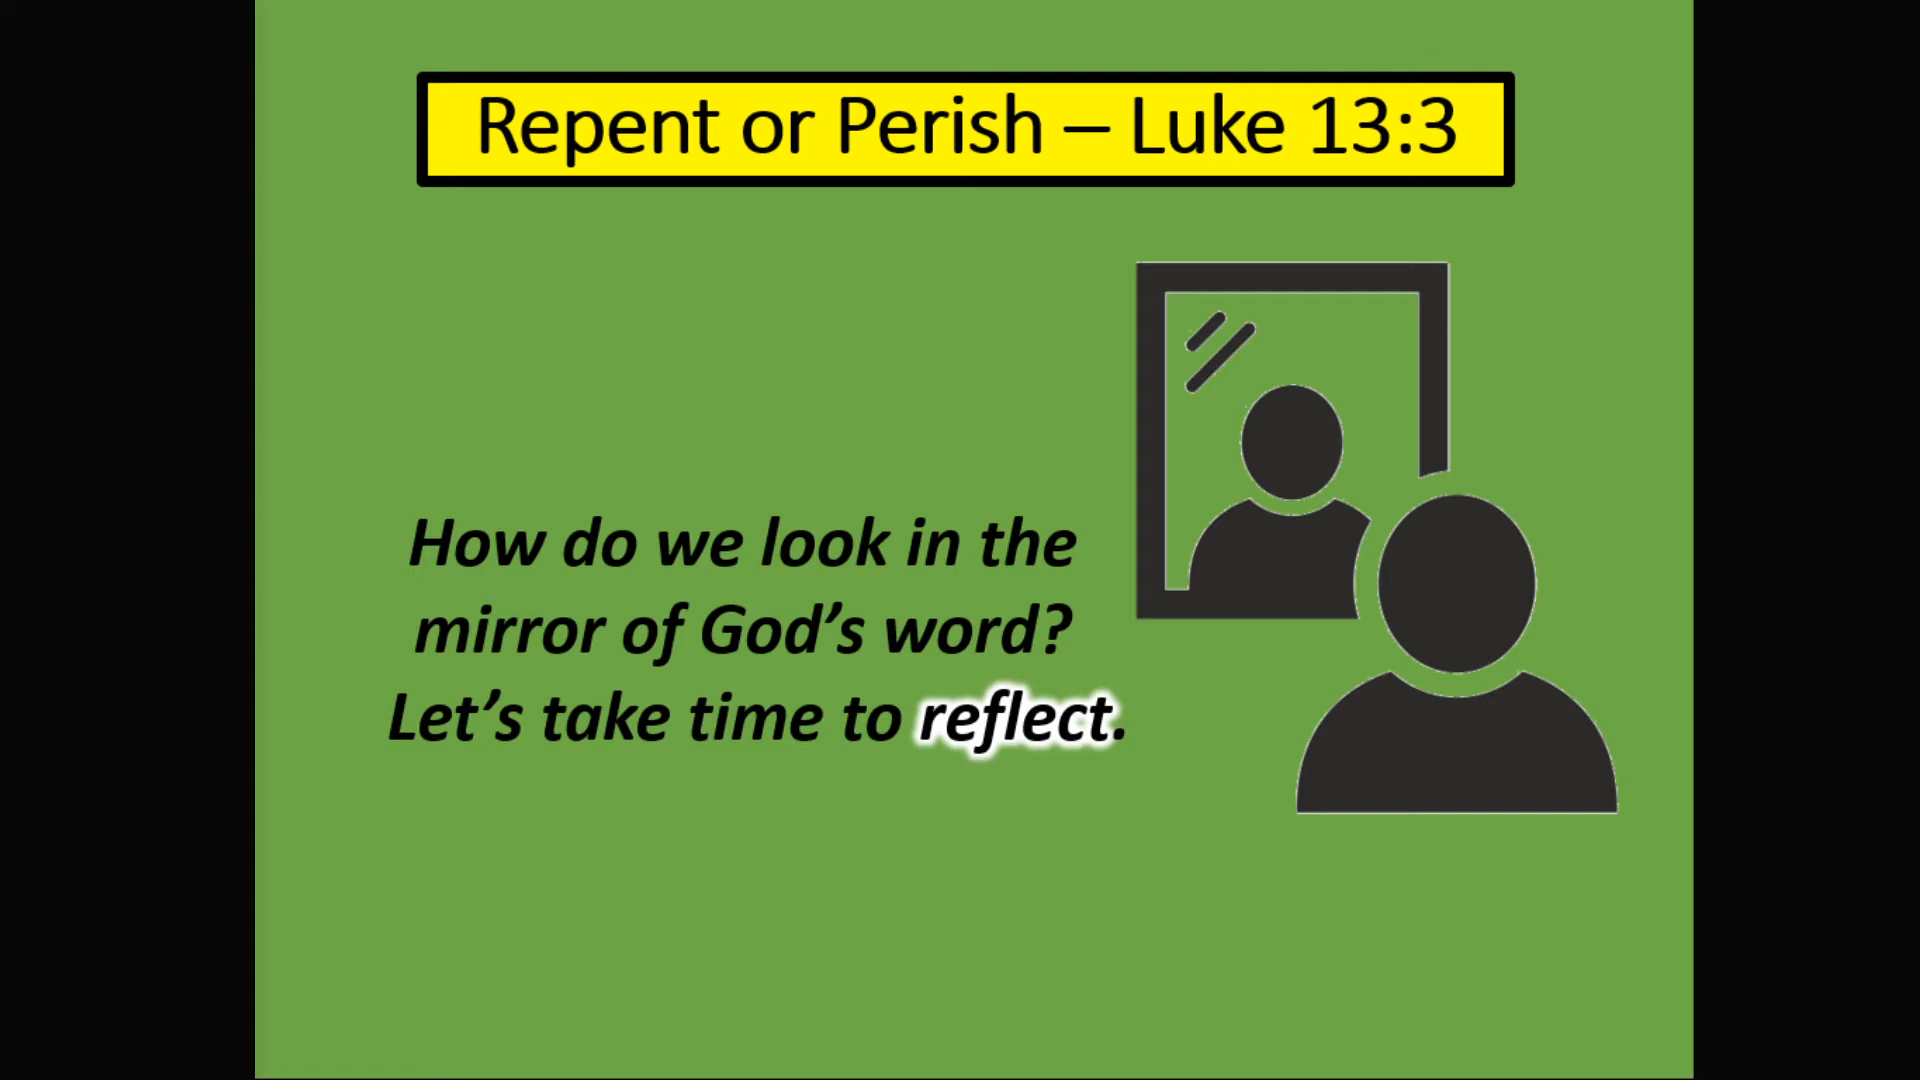 Repent or Perish – Luke 13:3
How do we look in the
mirror of God’s word?
Let’s take time to reflect.